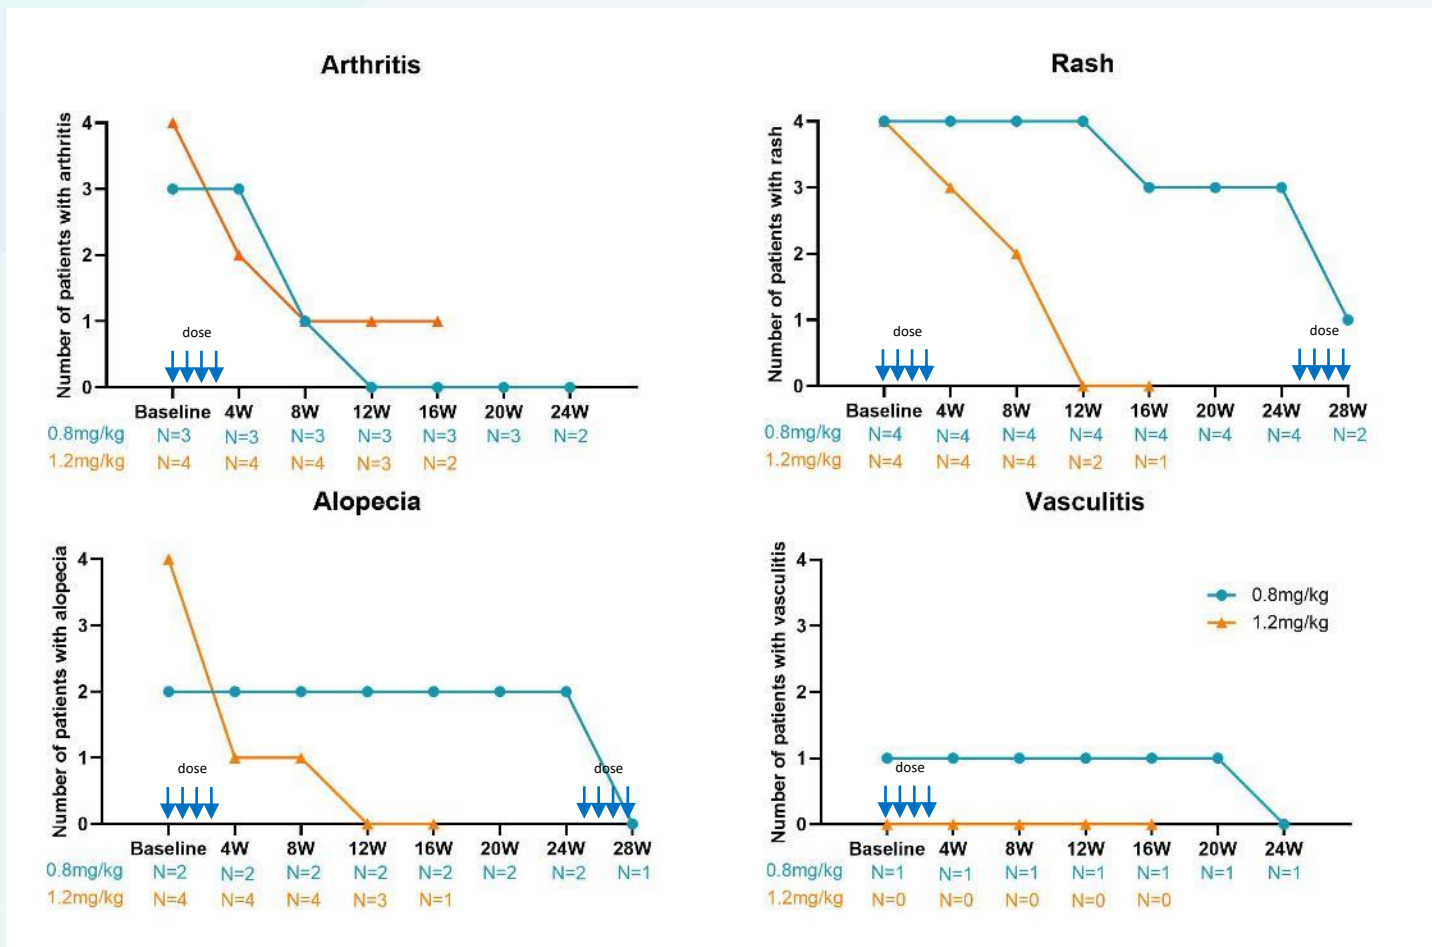 Arthritis
Number of patients with arthritis
4
3
2
1
0
dose
Baseline 4W 8W 12W 16W 20W 24W
0.8mg/kg N=3 N=3 N=3 N=3 N=3 N=3 N=2
1.2mg/kg N=4 N=4 N=4 N=3 N=2
Rash
Number of patients with rash
4
3
2
1
0
dose
dose
Baseline 4W 8W 12W 16W 20W 24W 28W
0.8mg/kg N=4 N=4 N=4 N=4 N=4 N=4 N=4 N=2
1.2mg/kg N=4 N=4 N=4 N=2 N=1
Alopecia
Number of patients with alopecia
4
3
2
1
0
dose
dose
Baseline 4W 8W 12W 16W 20W 24W 28W
0.8mg/kg N=2 N=2 N=2 N=2 N=2 N=2 N=2 N=1
1.2mg/kg N=4 N=4 N=4 N=3 N=1
Vasculitis
Number of patients with vasculitis
4
3
2
1
0
0.8mg/kg
1.2mg/kg
dose
Baseline 4W 8W 12W 16W 20W 24W
0.8mg/kg N=1 N=1 N=1 N=1 N=1 N=1 N=1
1.2mg/kg N=0 N=0 N=0 N=0 N=0